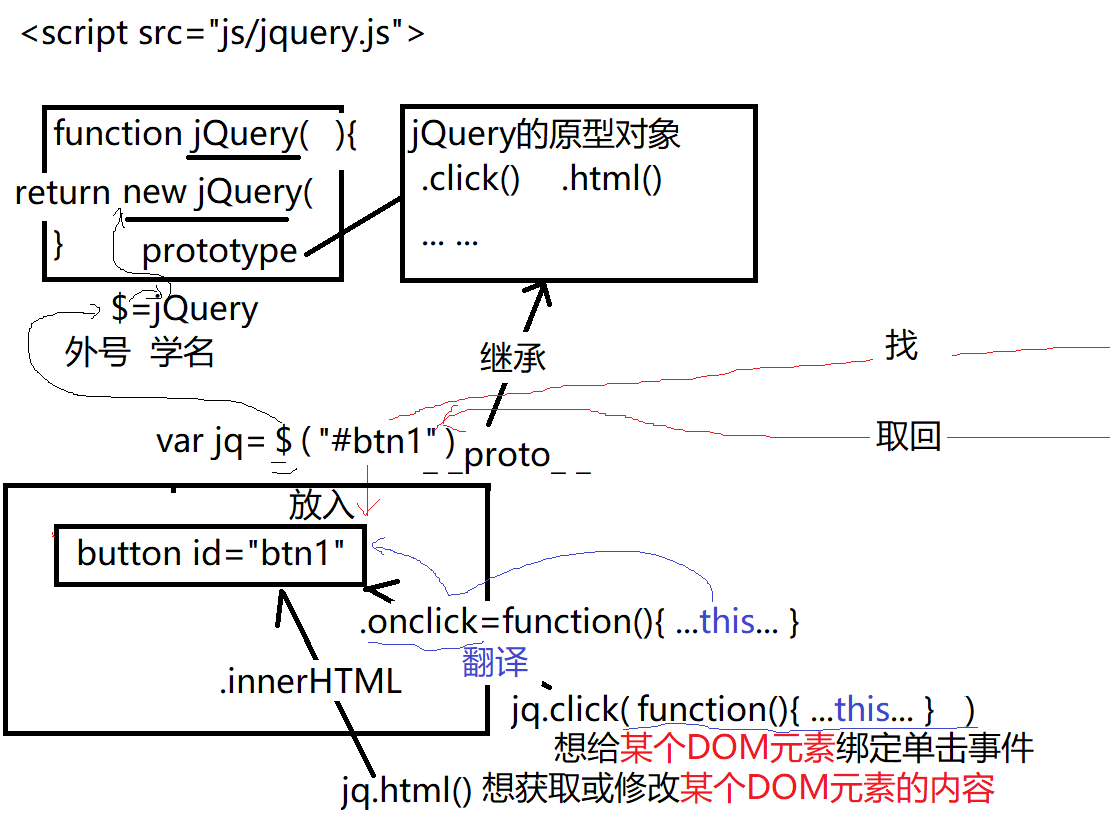 <script src="js/jquery.js">
function jQuery( ){
return new jQuery(
}
prototype
jQuery的原型对象
.click() .html()
... ...
$=jQuery
外号 学名
继承
找
取回
var jq= $ ( "#btn1" )
_ _proto_ _
放入
button id="btn1"
.onclick=function(){ ...this... }
翻译
.innerHTML
jq.click( function(){ ...this... } )
想给某个DOM元素绑定单击事件
jq.html() 想获取或修改某个DOM元素的内容